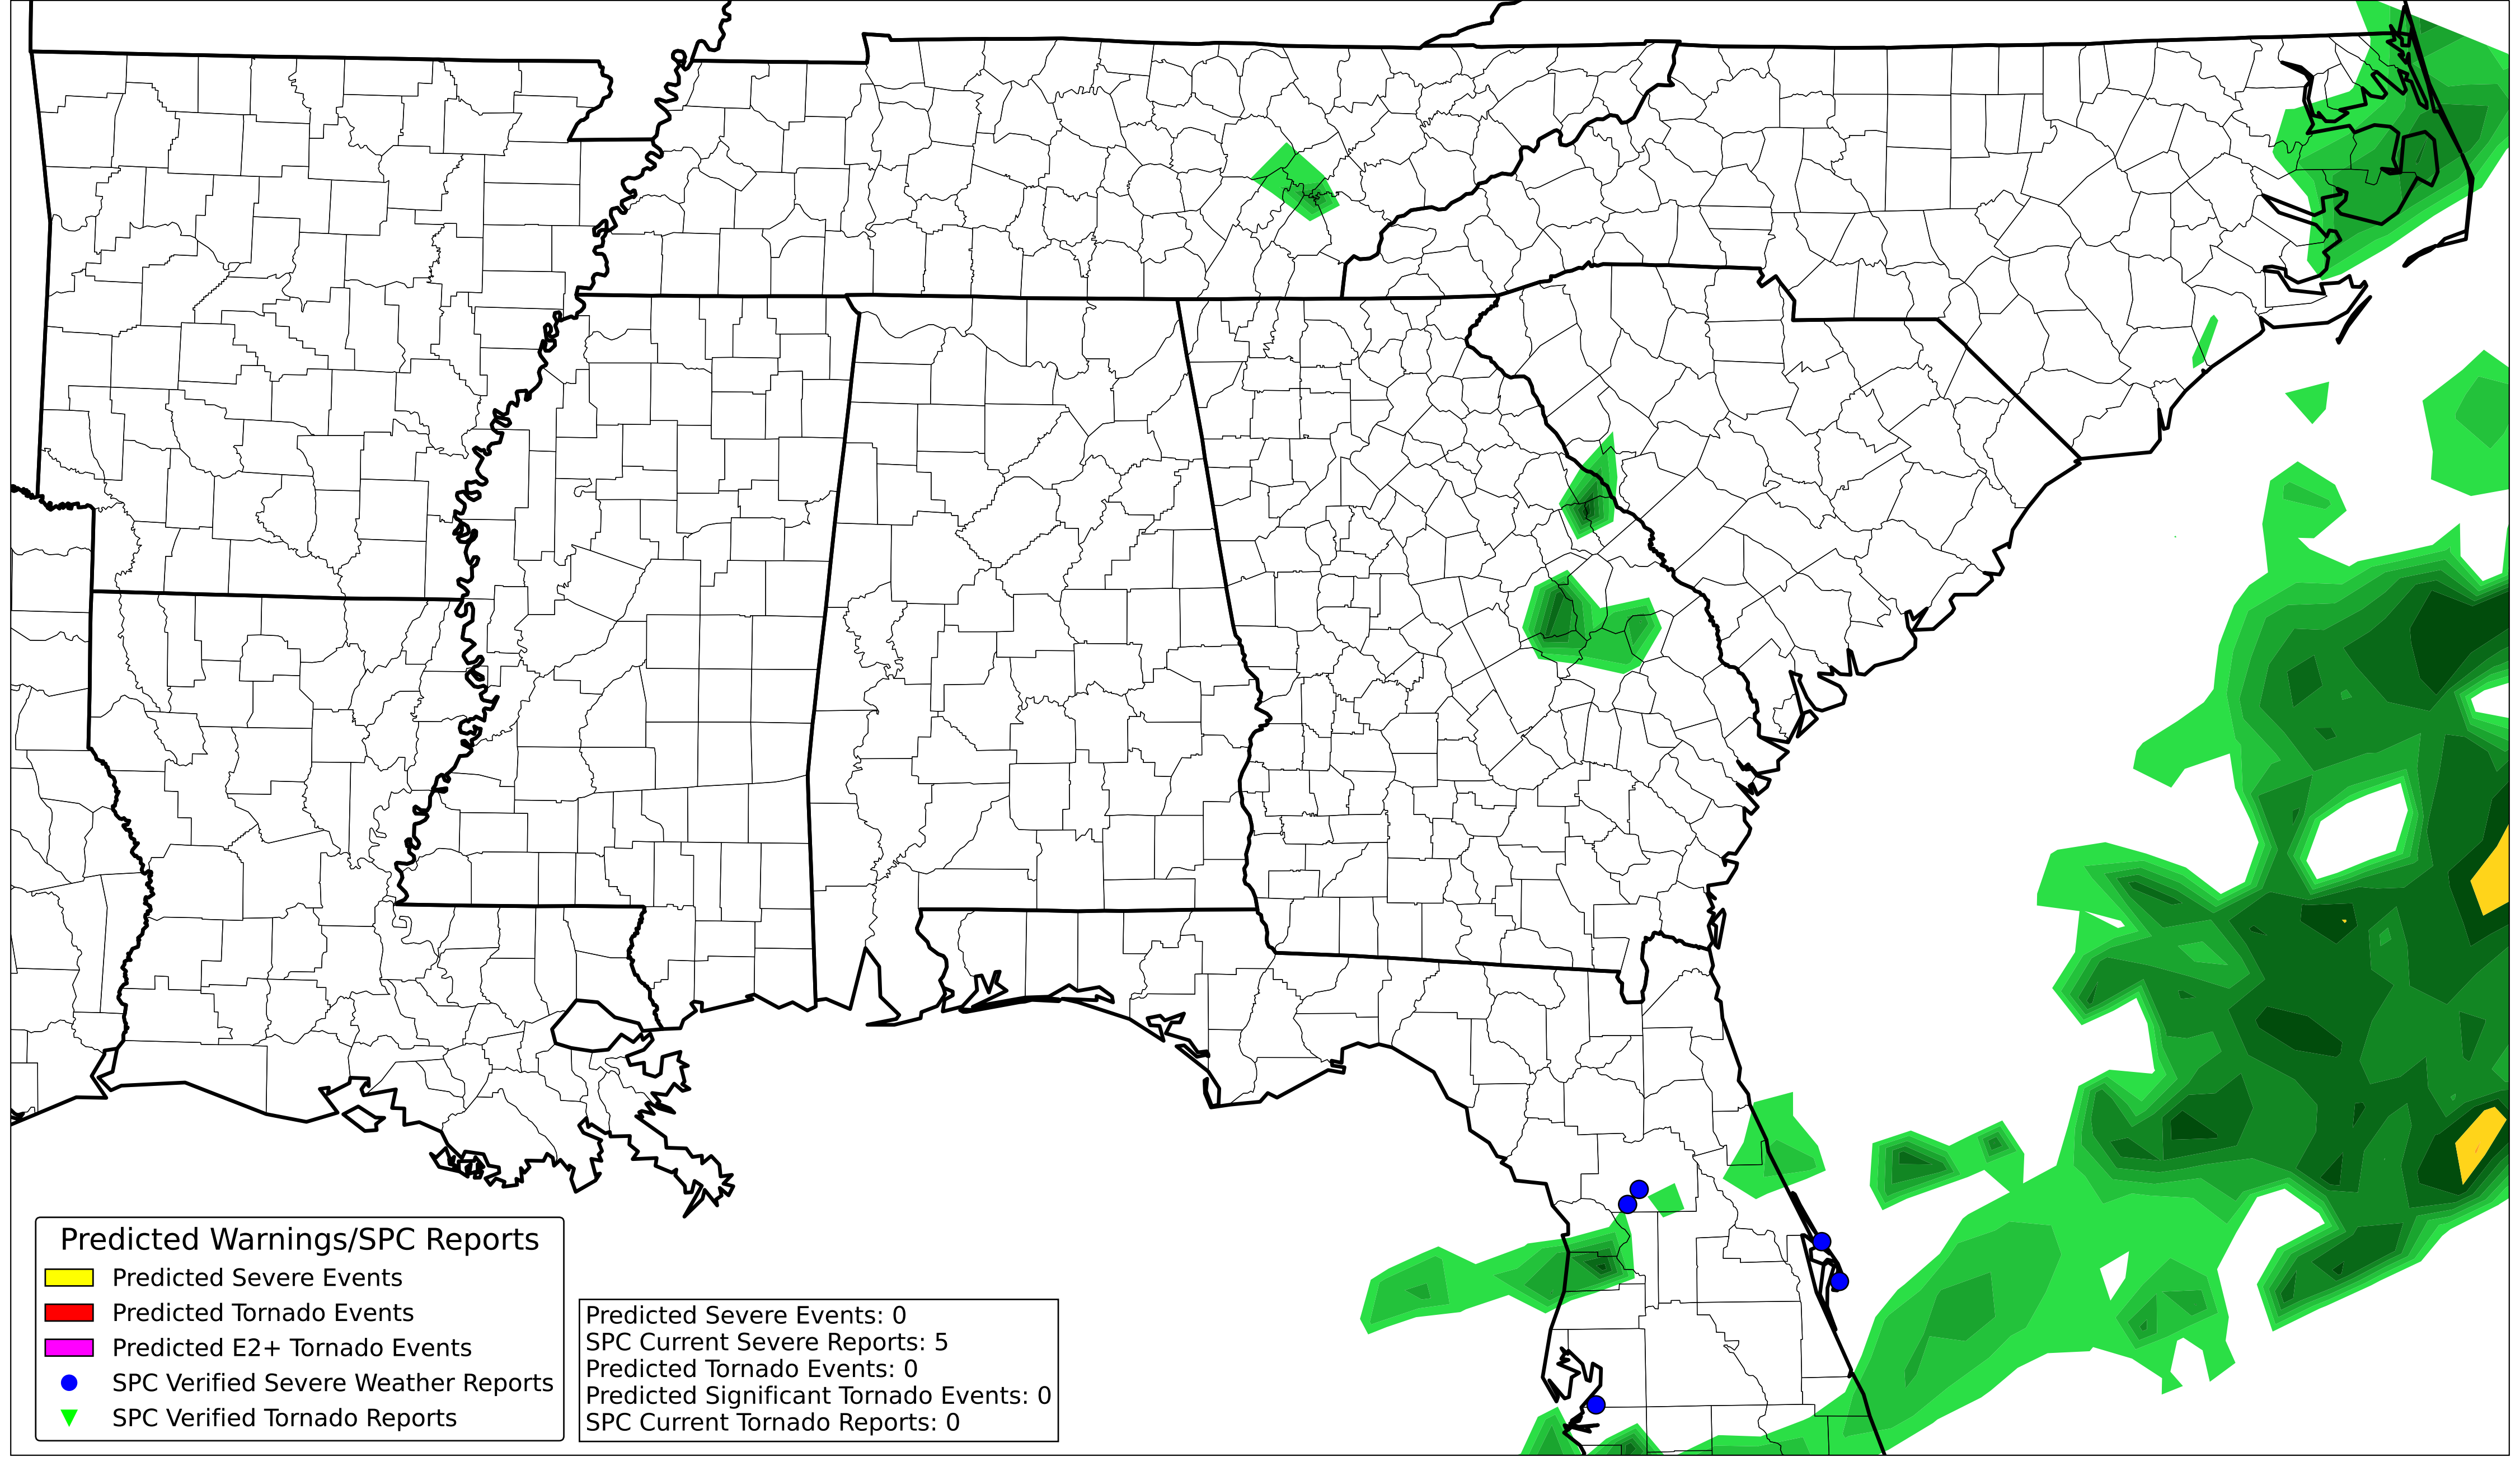 Predicted Warnings/SPC Reports
Predicted Severe Events
Predicted Tornado Events
Predicted E2+ Tornado Events
SPC Verified Severe Weather Reports
SPC Verified Tornado Reports
Predicted Severe Events: 0
SPC Current Severe Reports: 5
Predicted Tornado Events: 0
Predicted Significant Tornado Events: 0
SPC Current Tornado Reports: 0